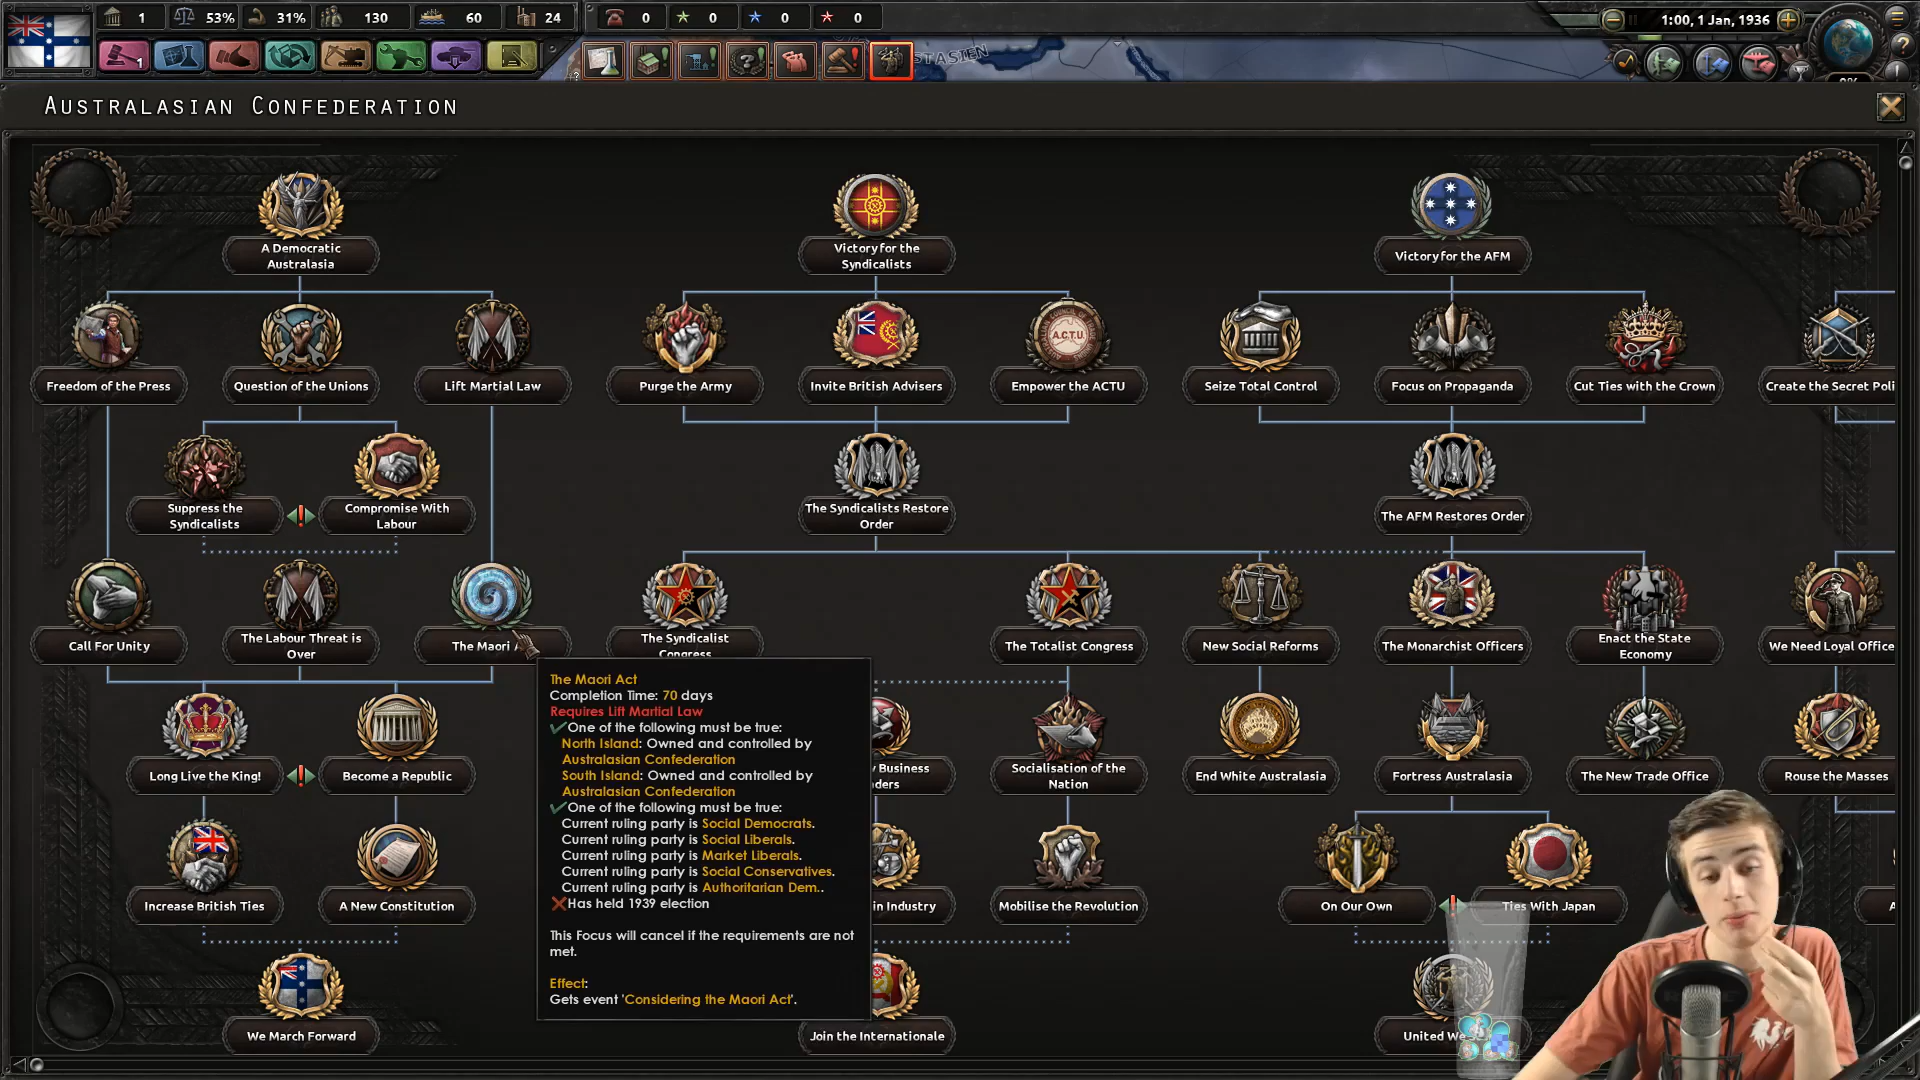 1 53% 31% 130 60 24 0 0 0 0 1:00, 1 Jan, 1936
1
STASIEN
AUSTRALASIAN CONFEDERATION
A Democratic
Australasia
Victory for the
Syndicalists
Victory for the AFM
Freedom of the Press
Question of the Unions
Lift Martial Law
Purge the Army
Invite British Advisers
A.C.T.U.
Empower the ACTU
Seize Total Control
Focus on Propaganda
Cut Ties with the Crown
Create the Secret Poli
Suppress the
Syndicalists
Compromise With
Labour
The Syndicalists Restore
Order
The AFM Restores Order
Call For Unity
The Labour Threat is
Over
The Maori A
The Syndicalist
Congress
The Totalist Congress
New Social Reforms
The Monarchist Officers
Enact the State
Economy
We Need Loyal Office
Long Live the King!
Become a Republic
Business
ders
Socialisation of the
Nation
End White Australasia
Fortress Australasia
The New Trade Office
Rouse the Masses
Increase British Ties
A New Constitution
in Industry
Mobilise the Revolution
On Our Own
Ties With Japan
We March Forward
Join the Internationale
United We
The Maori Act
Completion Time: 70 days
Requires Lift Martial Law
One of the following must be true:
North Island: Owned and controlled by
Australasian Confederation
South Island: Owned and controlled by
Australasian Confederation
One of the following must be true:
Current ruling party is Social Democrats.
Current ruling party is Social Liberals.
Current ruling party is Market Liberals.
Current ruling party is Social Conservatives.
Current ruling party is Authoritarian Dem..
Has held 1939 election
This Focus will cancel if the requirements are not
met.
Effect:
Gets event 'Considering the Maori Act'.